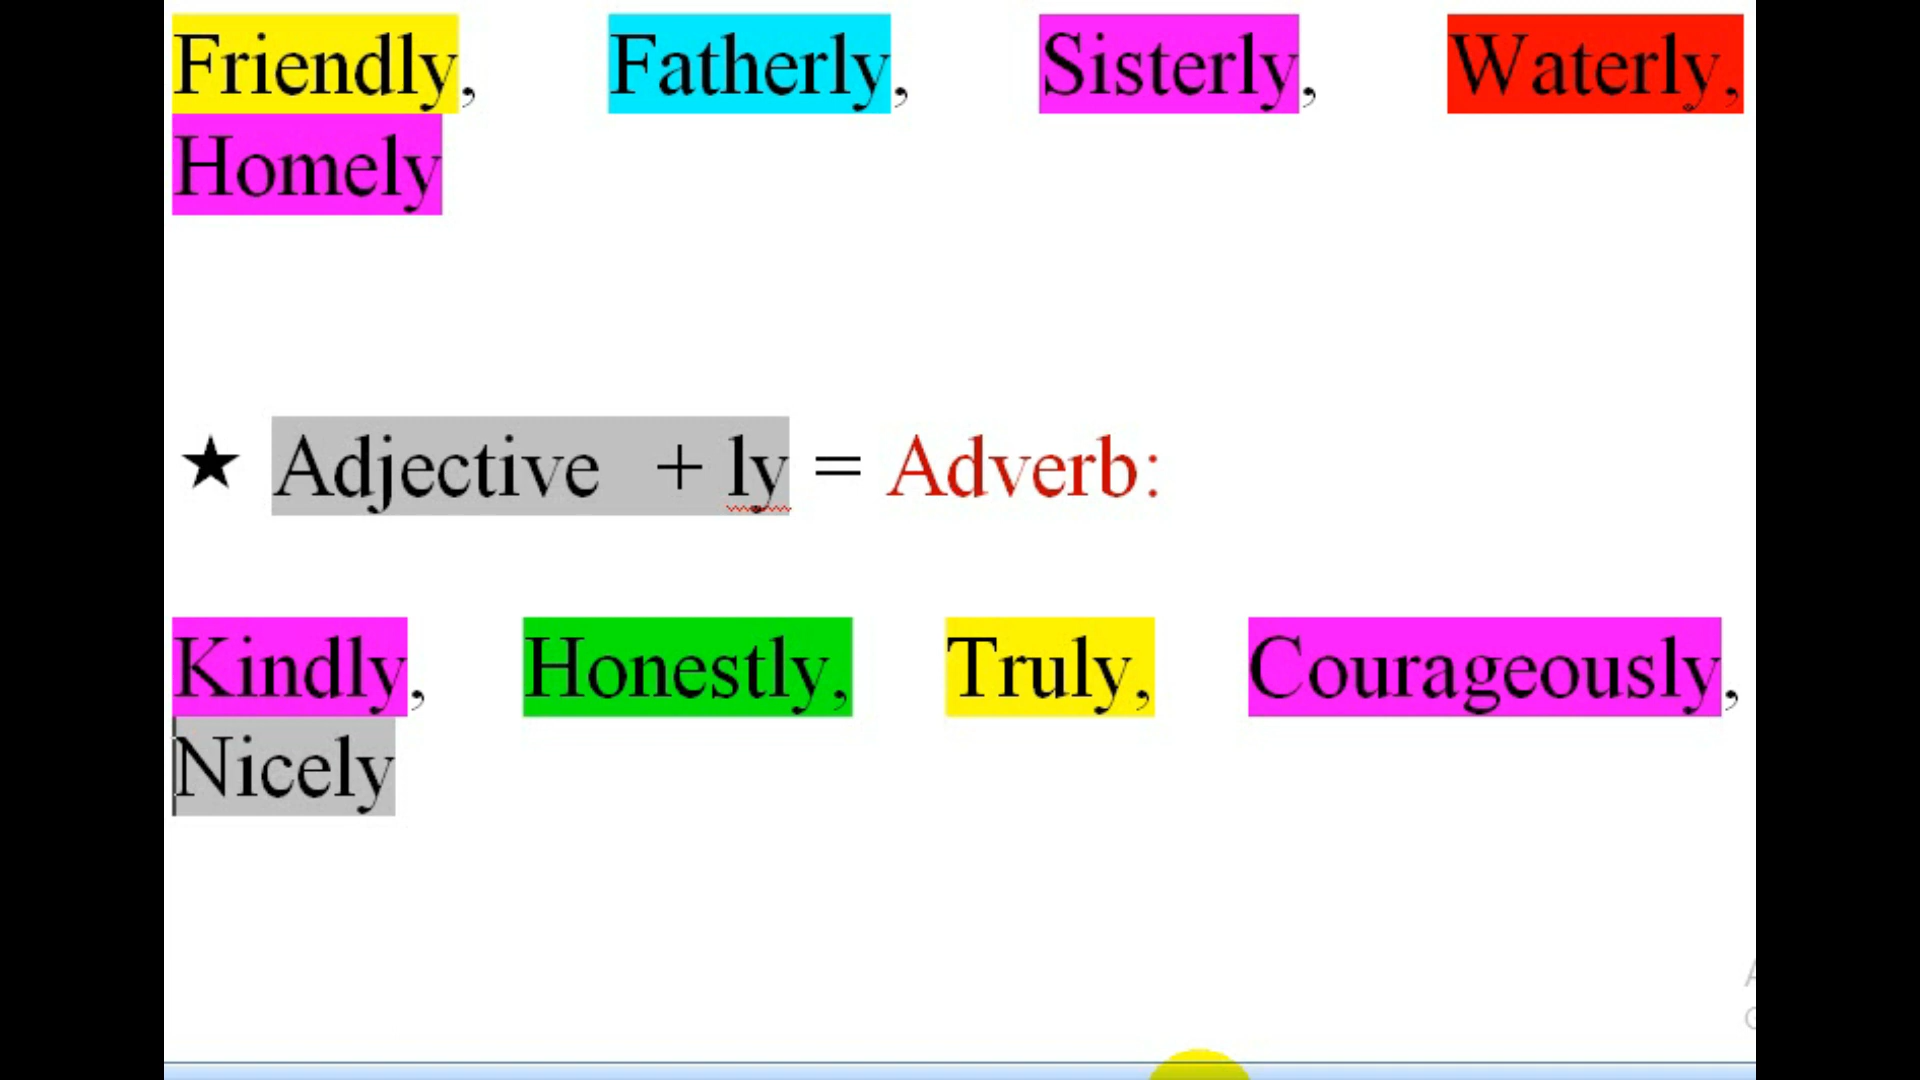 Friendly, Fatherly, Sisterly, Waterly,
Homely
★ Adjective + ly = Adverb:
Kindly, Honestly, Truly, Courageously,
Nicely